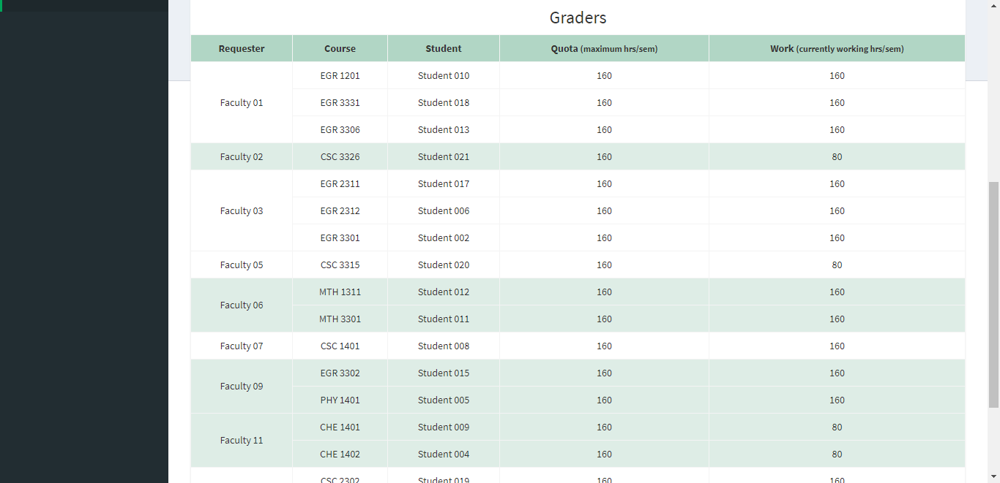 Graders
Requester Course Student Quota (maximum hrs/sem) Work (currently working hrs/sem)
Faculty 01
EGR 1201 Student 010 160 160
EGR 3331 Student 018 160 160
EGR 3306 Student 013 160 160
Faculty 02 CSC 3326 Student 021 160 80
Faculty 03
EGR 2311 Student 017 160 160
EGR 2312 Student 006 160 160
EGR 3301 Student 002 160 160
Faculty 05 CSC 3315 Student 020 160 80
Faculty 06
MTH 1311 Student 012 160 160
MTH 3301 Student 011 160 160
Faculty 07 CSC 1401 Student 008 160 160
Faculty 09
EGR 3302 Student 015 160 160
PHY 1401 Student 005 160 160
Faculty 11
CHE 1401 Student 009 160 80
CHE 1402 Student 004 160 80
CSC 2302 Student 019 160 160